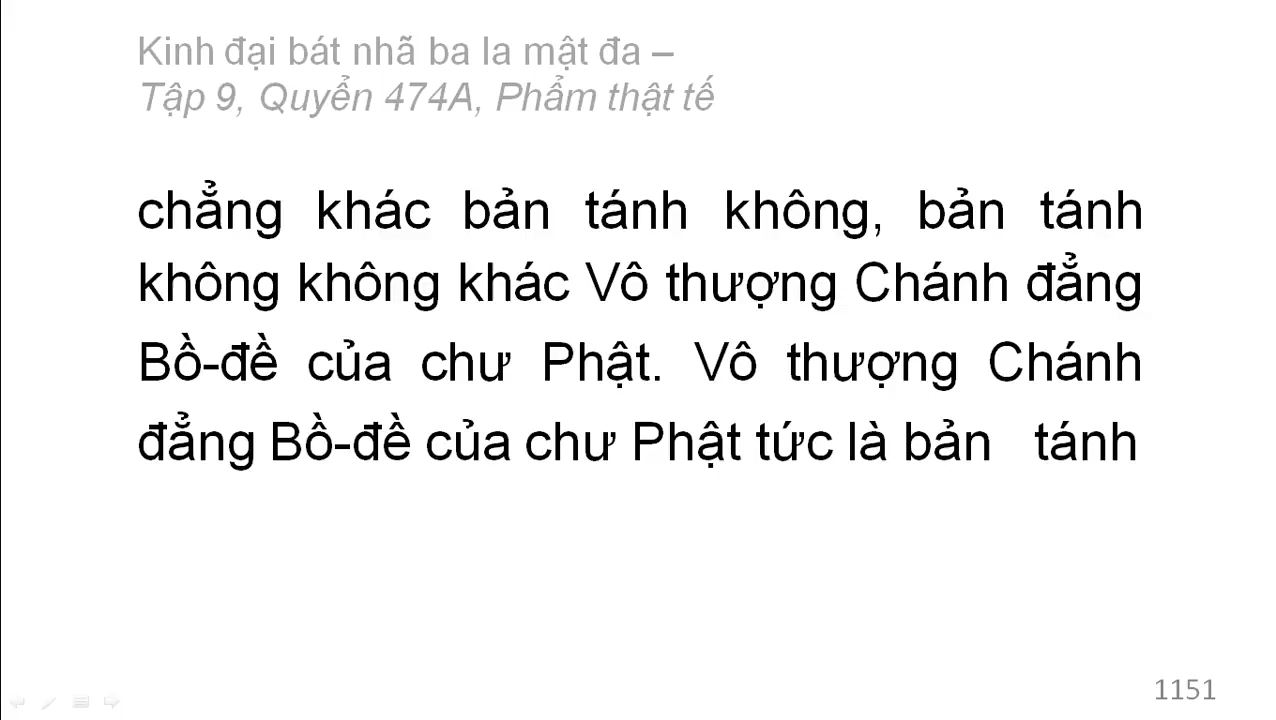 Kinh đại bát nhã ba la mật đa –
Tập 9, Quyển 474A, Phẩm thật tế
chẳng khác bản tánh không, bản tánh
không không khác Vô thượng Chánh đẳng
Bồ-đề của chư Phật. Vô thượng Chánh
đẳng Bồ-đề của chư Phật tức là bản tánh
1151